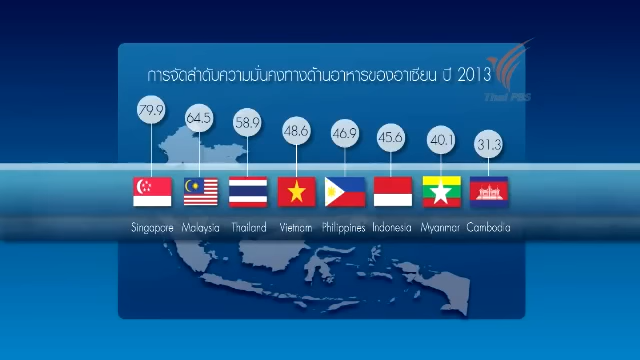 การจัดลำดับความมั่นคงทางด้านอาหารของอาเซียน ปี 2013
Thai PBS
79.9 64.5 58.9 48.6 46.9 45.6 40.1 31.3
Singapore Malaysia Thailand Vietnam Philippines Indonesia Myanmar Cambodia